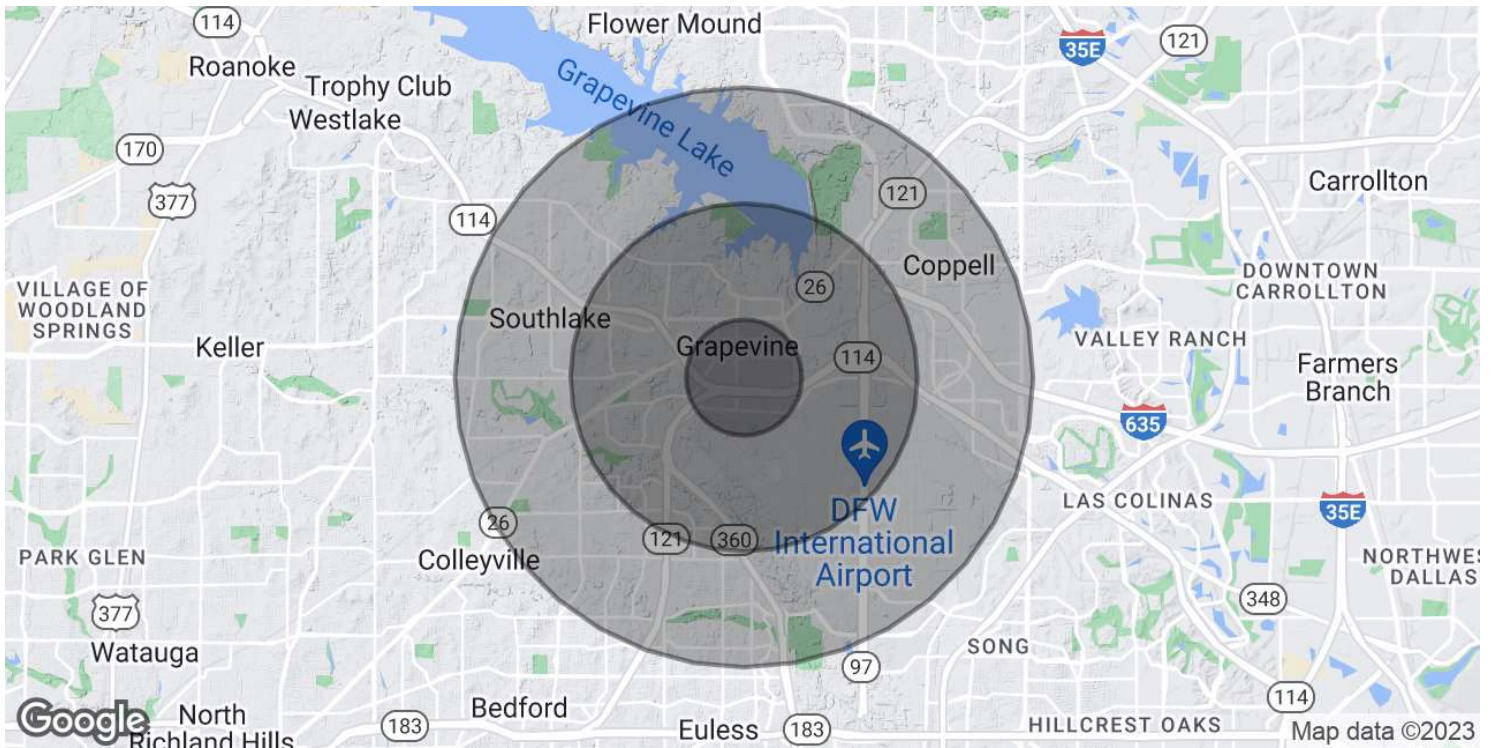 114
Flower Mound
35E
121
Roanoke
Trophy Club
Westlake
Grapevine Lake
170
377
114
121
Carrollton
VILLAGE OF
WOODLAND
SPRINGS
Coppell
26
DOWNTOWN
CARROLLTON
Southlake
Keller
Grapevine
114
VALLEY RANCH
Farmers
Branch
635
LAS COLINAS
35E
26
DFW
International
Airport
121
360
Colleyville
PARK GLEN
NORTHWES
DALLAS
377
348
Watauga
SONG
97
114
Google
North
Richland Hills
183
Bedford
Euless
183
HILLCREST OAKS
Map data ©2023